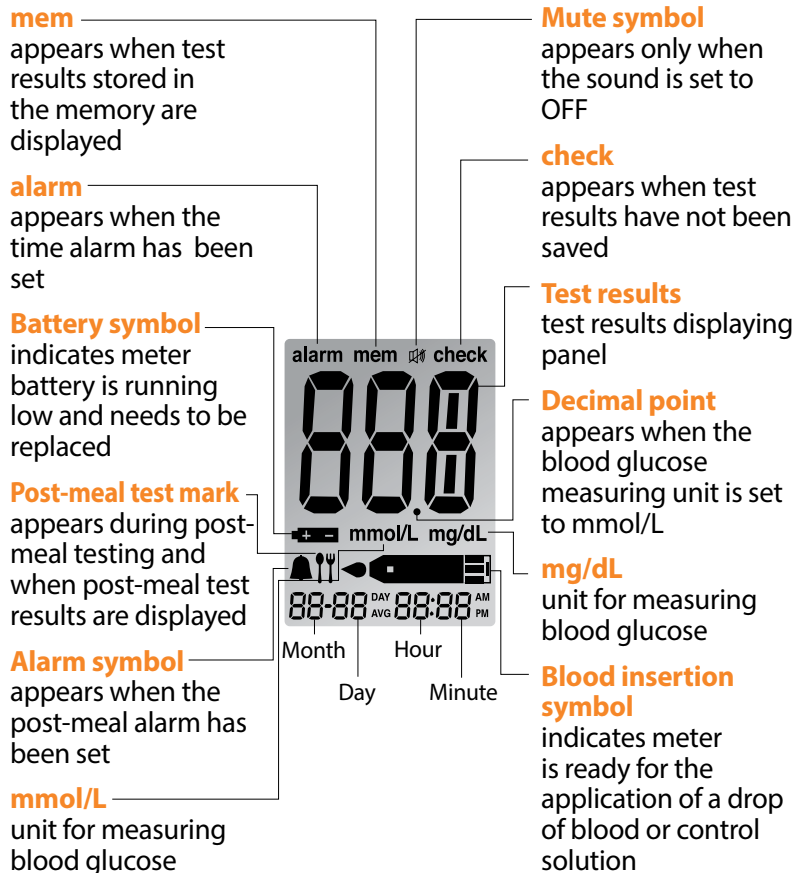 mem
appears when test
results stored in
the memory are
displayed
alarm
appears when the
time alarm has been
set
Battery symbol
indicates meter
battery is running
low and needs to be
replaced
Post-meal test mark
appears during post-
meal testing and
when post-meal test
results are displayed
Alarm symbol
appears when the
post-meal alarm has
been set
mmol/L
unit for measuring
blood glucose
alarm mem check
888
mmol/L mg/dL
88-88 DAY AVG 88:88 AM PM
Month Hour
Day Minute
Mute symbol
appears only when
the sound is set to
OFF
check
appears when test
results have not been
saved
Test results
test results displaying
panel
Decimal point
appears when the
blood glucose
measuring unit is set
to mmol/L
mg/dL
unit for measuring
blood glucose
Blood insertion
symbol
indicates meter
is ready for the
application of a drop
of blood or control
solution